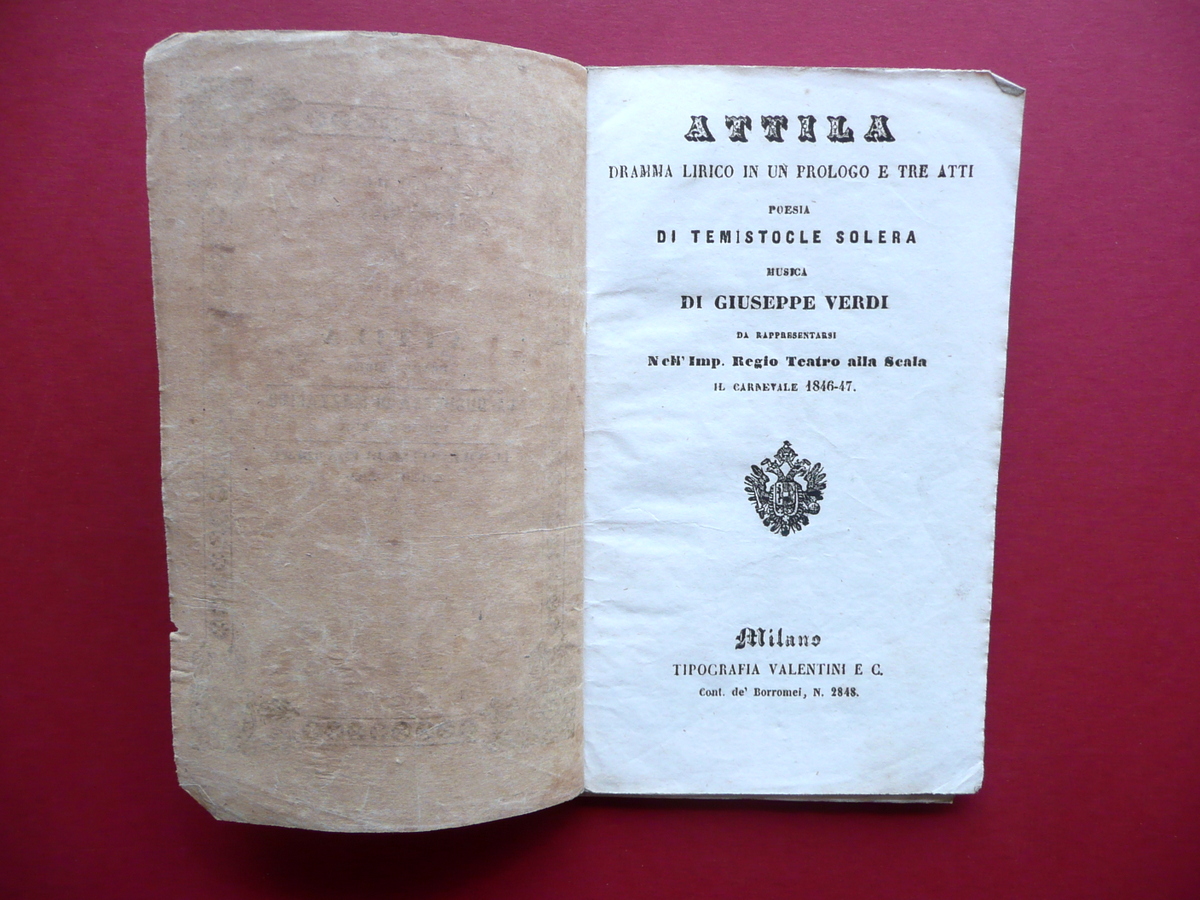 ATTILA
DRAMMA LIRICO IN UN PROLOGO E TRE ATTI
POESIA
DI TEMISTOCLE SOLERA
MUSICA
DI GIUSEPPE VERDI
DA RAPPRESENTARSI
Nell' Imp. Regio Teatro alla Scala
IL CARNEVALE 1846-47.
Milano
TIPOGRAFIA VALENTINI E C.
Cont. de' Borromei, N. 2848.